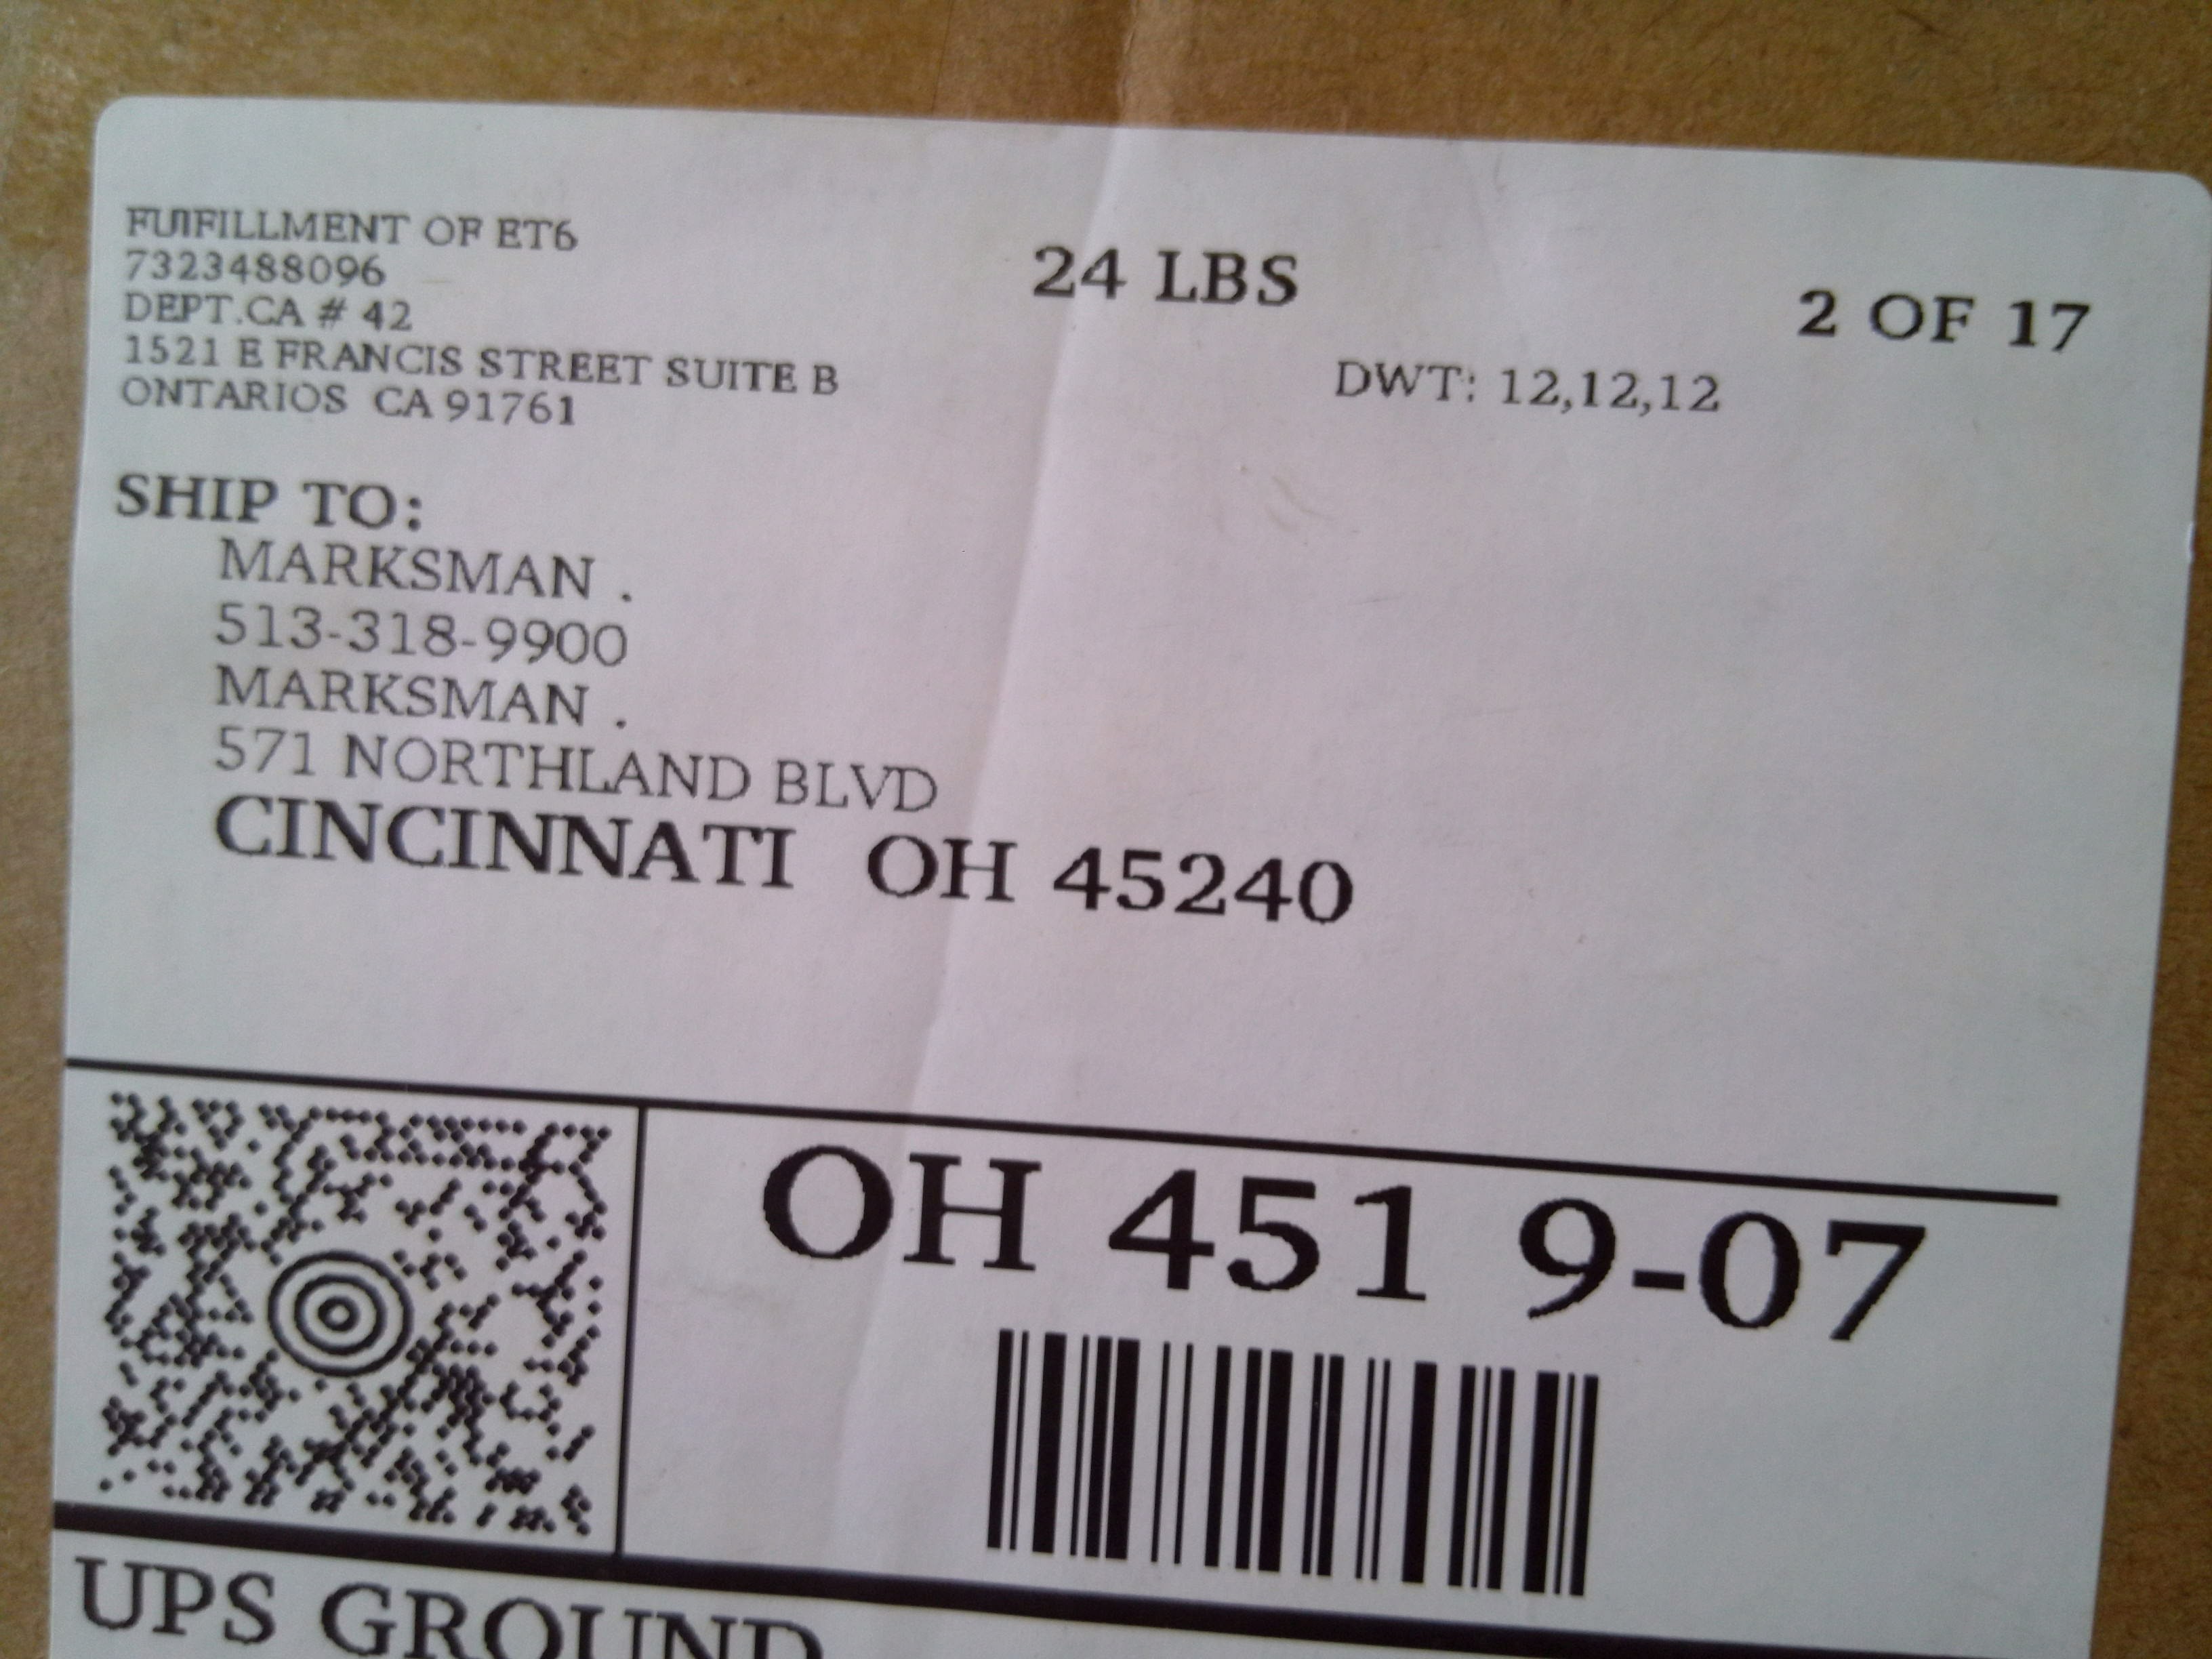 FUIFILLMENT OF ET6
7323488096
DEPT.CA # 42
1521 E FRANCIS STREET SUITE B
ONTARIOS CA 91761
24 LBS
2 OF 17
DWT: 12,12,12
SHIP TO:
MARKSMAN .
513-318-9900
MARKSMAN .
571 NORTHLAND BLVD
CINCINNATI OH 45240
OH 451 9-07
UPS GROUND